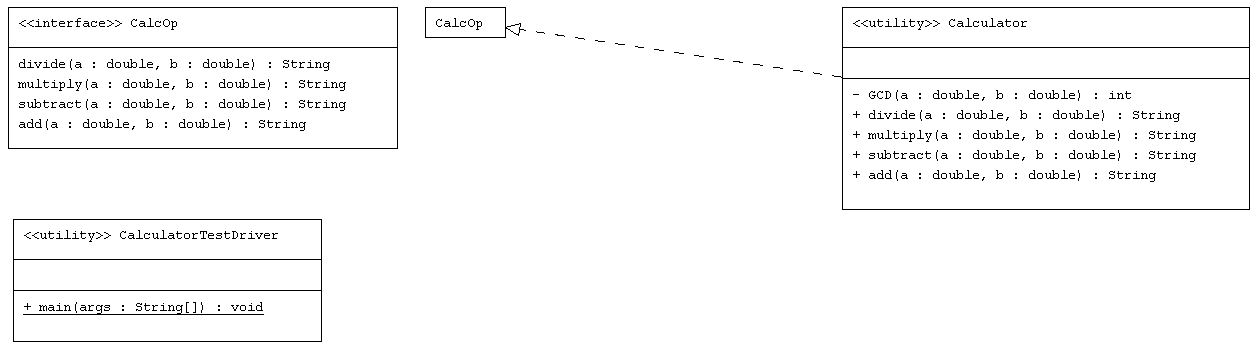 <<interface>> CalcOp
divide(a : double, b : double) : String
multiply(a : double, b : double) : String
subtract(a : double, b : double) : String
add(a : double, b : double) : String
CalcOp
<<utility>> Calculator
- GCD(a : double, b : double) : int
+ divide(a : double, b : double) : String
+ multiply(a : double, b : double) : String
+ subtract(a : double, b : double) : String
+ add(a : double, b : double) : String
<<utility>> CalculatorTestDriver
+ main(args : String[]) : void